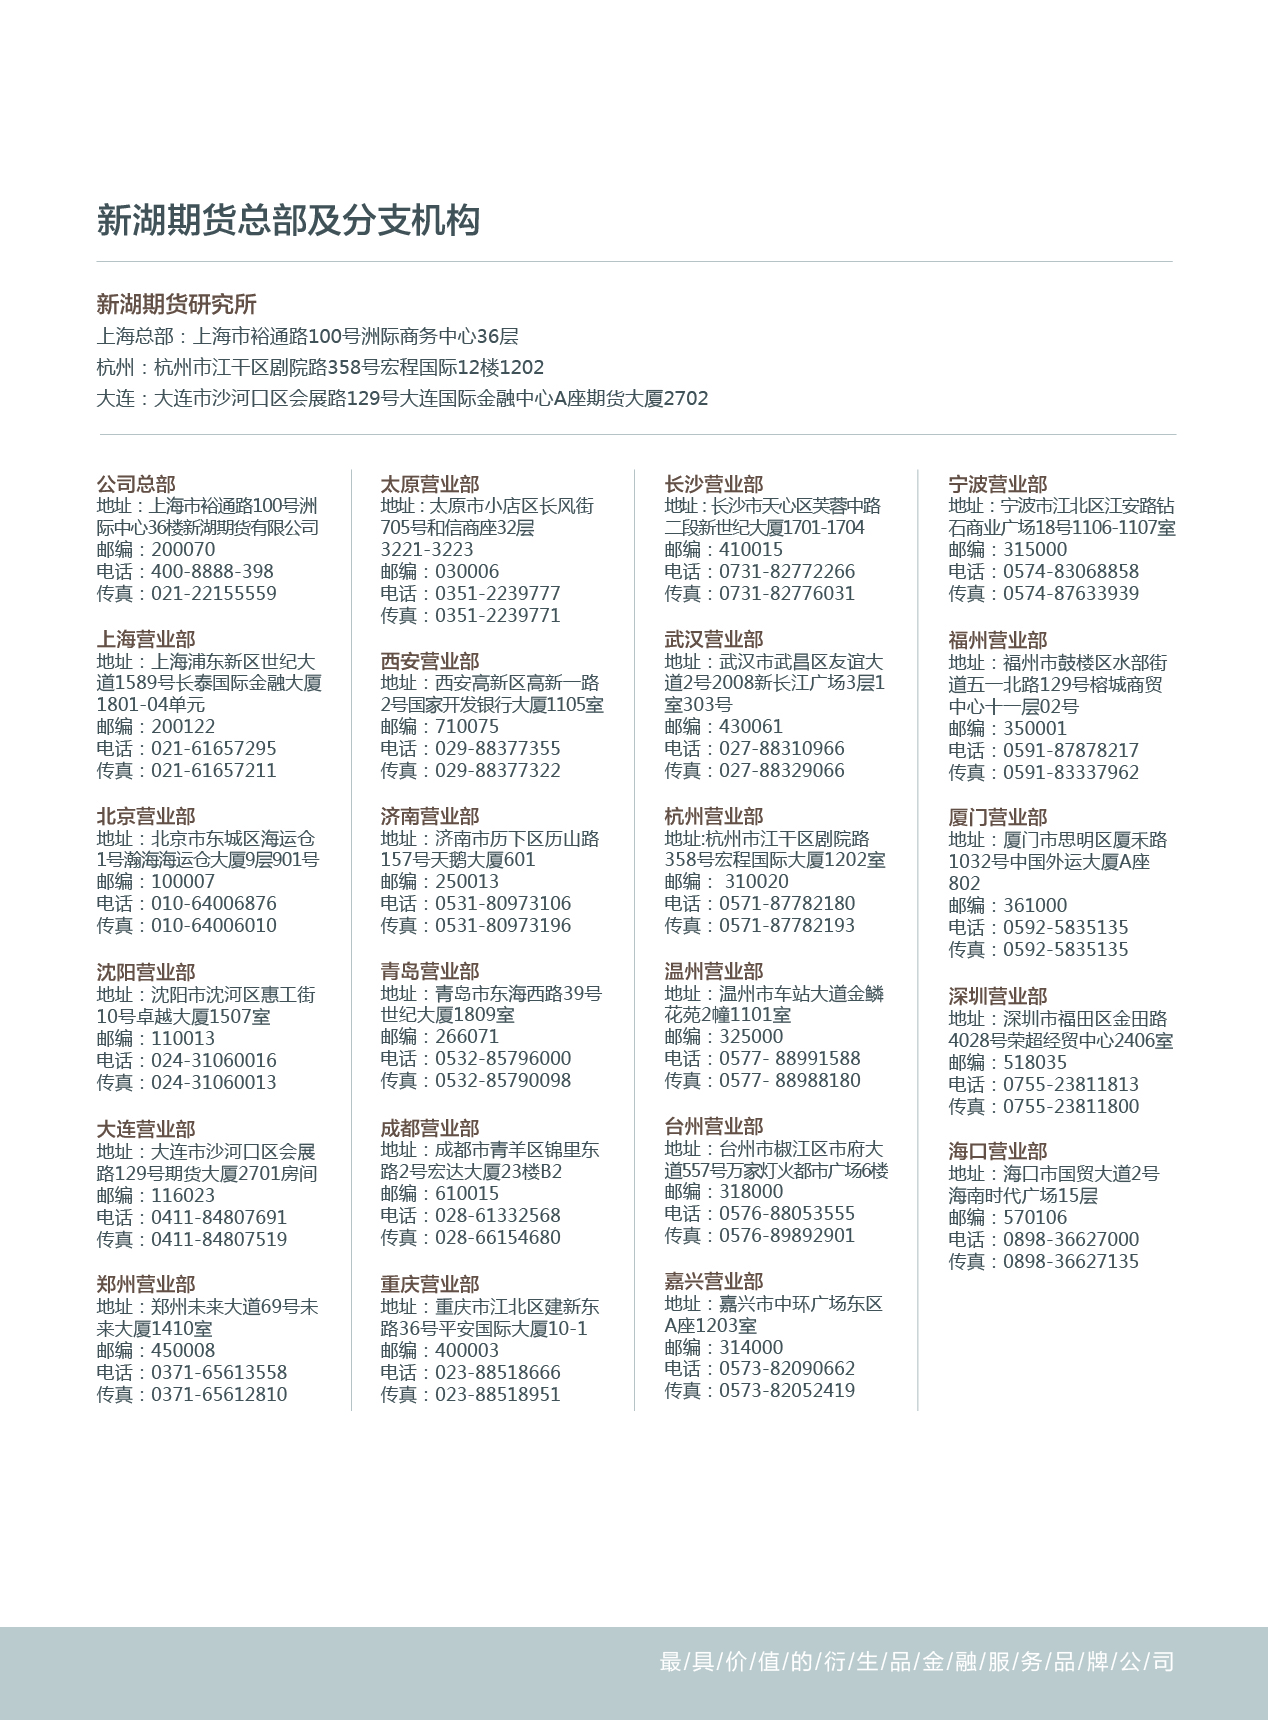 新湖期货总部及分支机构
新湖期货研究所
上海总部：上海市裕通路100号洲际商务中心36层
杭州：杭州市江干区剧院路358号宏程国际12楼1202
大连：大连市沙河口区会展路129号大连国际金融中心A座期货大厦2702
公司总部
地址：上海市裕通路100号洲
际中心36楼新湖期货有限公司
邮编：200070
电话：400-8888-398
传真：021-22155559
上海营业部
地址：上海浦东新区世纪大
道1589号长泰国际金融大厦
1801-04单元
邮编：200122
电话：021-61657295
传真：021-61657211
北京营业部
地址：北京市东城区海运仓
1号瀚海海运仓大厦9层901号
邮编：100007
电话：010-64006876
传真：010-64006010
沈阳营业部
地址：沈阳市沈河区惠工街
10号卓越大厦1507室
邮编：110013
电话：024-31060016
传真：024-31060013
大连营业部
地址：大连市沙河口区会展
路129号期货大厦2701房间
邮编：116023
电话：0411-84807691
传真：0411-84807519
郑州营业部
地址：郑州未来大道69号未
来大厦1410室
邮编：450008
电话：0371-65613558
传真：0371-65612810
太原营业部
地址：太原市小店区长风街
705号和信商座32层
3221-3223
邮编：030006
电话：0351-2239777
传真：0351-2239771
西安营业部
地址：西安高新区高新一路
2号国家开发银行大厦1105室
邮编：710075
电话：029-88377355
传真：029-88377322
济南营业部
地址：济南市历下区历山路
157号天鹅大厦601
邮编：250013
电话：0531-80973106
传真：0531-80973196
青岛营业部
地址：青岛市东海西路39号
世纪大厦1809室
邮编：266071
电话：0532-85796000
传真：0532-85790098
成都营业部
地址：成都市青羊区锦里东
路2号宏达大厦23楼B2
邮编：610015
电话：028-61332568
传真：028-66154680
重庆营业部
地址：重庆市江北区建新东
路36号平安国际大厦10-1
邮编：400003
电话：023-88518666
传真：023-88518951
长沙营业部
地址：长沙市天心区芙蓉中路
二段新世纪大厦1701-1704
邮编：410015
电话：0731-82772266
传真：0731-82776031
武汉营业部
地址：武汉市武昌区友谊大
道2号2008新长江广场3层1
室303号
邮编：430061
电话：027-88310966
传真：027-88329066
杭州营业部
地址:杭州市江干区剧院路
358号宏程国际大厦1202室
邮编： 310020
电话：0571-87782180
传真：0571-87782193
温州营业部
地址：温州市车站大道金鳞
花苑2幢1101室
邮编：325000
电话：0577- 88991588
传真：0577- 88988180
台州营业部
地址：台州市椒江区市府大
道557号万家灯火都市广场6楼
邮编：318000
电话：0576-88053555
传真：0576-89892901
嘉兴营业部
地址：嘉兴市中环广场东区
A座1203室
邮编：314000
电话：0573-82090662
传真：0573-82052419
宁波营业部
地址：宁波市江北区江安路钻
石商业广场18号1106-1107室
邮编：315000
电话：0574-83068858
传真：0574-87633939
福州营业部
地址：福州市鼓楼区水部街
道五一北路129号榕城商贸
中心十一层02号
邮编：350001
电话：0591-87878217
传真：0591-83337962
厦门营业部
地址：厦门市思明区厦禾路
1032号中国外运大厦A座
802
邮编：361000
电话：0592-5835135
传真：0592-5835135
深圳营业部
地址：深圳市福田区金田路
4028号荣超经贸中心2406室
邮编：518035
电话：0755-23811813
传真：0755-23811800
海口营业部
地址：海口市国贸大道2号
海南时代广场15层
邮编：570106
电话：0898-36627000
传真：0898-36627135
最/具/价/值/的/衍/生/品/金/融/服/务/品/牌/公/司